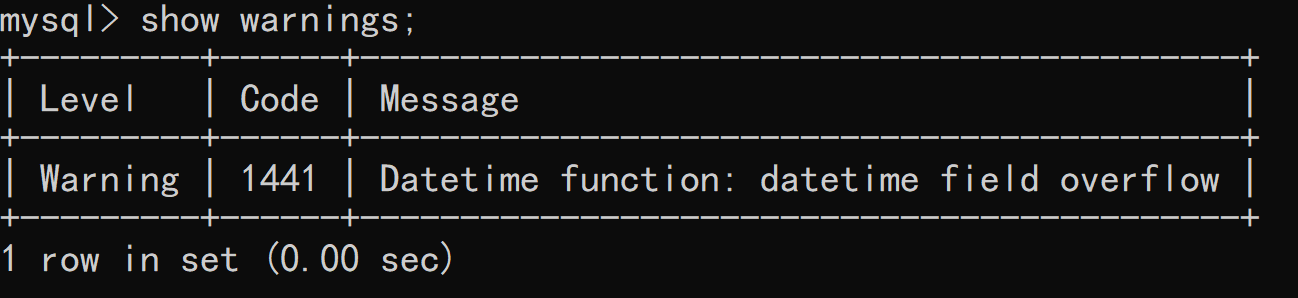 mysql> show warnings;
+---------+------+--------------------------------------------+
| Level   | Code | Message                                    |
+---------+------+--------------------------------------------+
| Warning | 1441 | Datetime function: datetime field overflow |
+---------+------+--------------------------------------------+
1 row in set (0.00 sec)